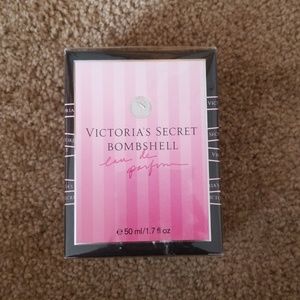 VICTORIA'S SECRET
BOMBSHELL
eau de
parfum
e 50 ml/1.7 fl oz